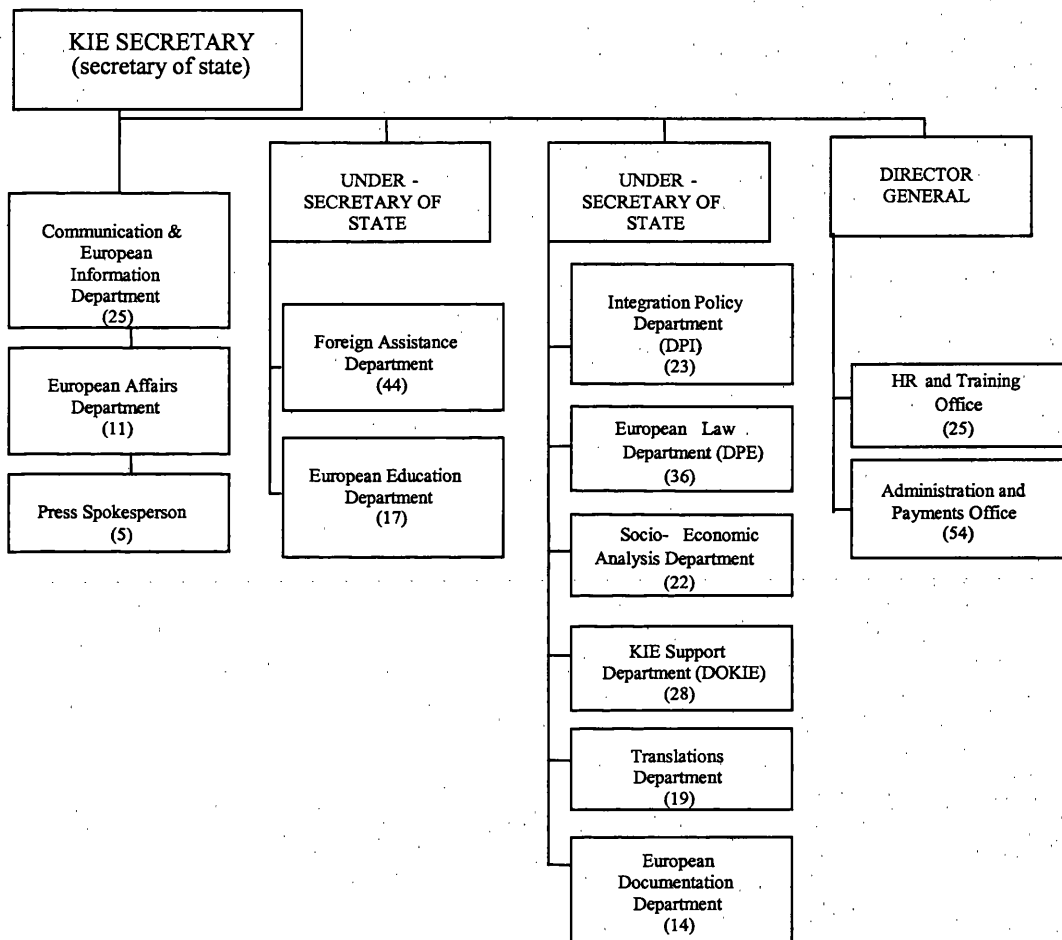 KIE SECRETARY
(secretary of state)
Communication &
European
Information
Department
(25)
European Affairs
Department
(11)
Press Spokesperson
(5)
UNDER -
SECRETARY OF
STATE
Foreign Assistance
Department
(44)
European Education
Department
(17)
UNDER -
SECRETARY OF
STATE
Integration Policy
Department
(DPI)
(23)
European Law
Department (DPE)
(36)
Socio- Economic
Analysis Department
(22)
KIE Support
Department (DOKIE)
(28)
Translations
Department
(19)
European
Documentation
Department
(14)
DIRECTOR
GENERAL
HR and Training
Office
(25)
Administration and
Payments Office
(54)